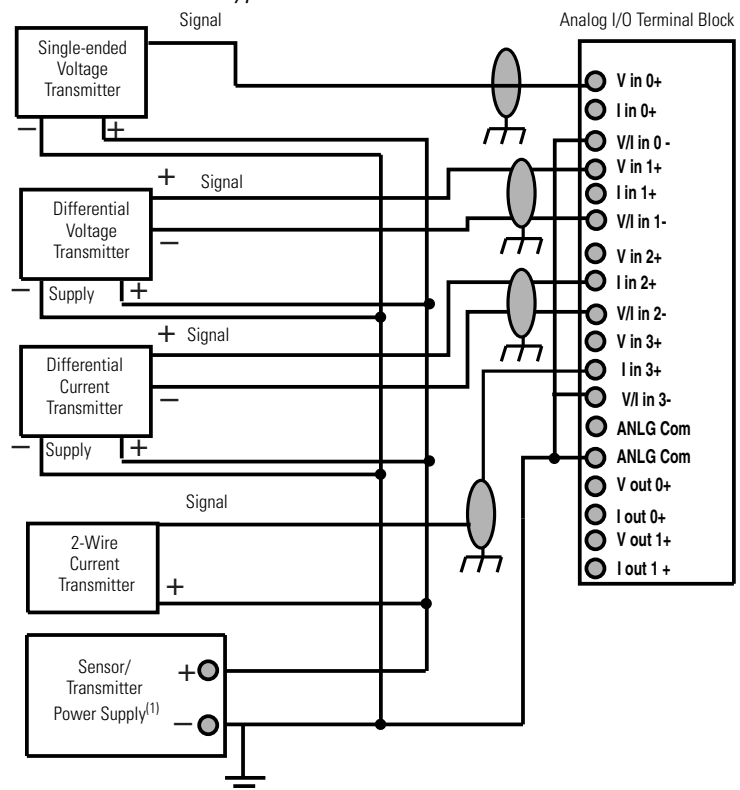 Signal
Analog I/O Terminal Block
Single-ended
Voltage
Transmitter
− +
+ Signal
Differential
Voltage
Transmitter
−
− Supply +
+ Signal
Differential
Current
Transmitter
−
− Supply +
Signal
2-Wire
Current
Transmitter
+
Sensor/
Transmitter
Power Supply(1)
+
−
V in 0+
I in 0+
V/I in 0 -
V in 1+
I in 1+
V/I in 1-
V in 2+
I in 2+
V/I in 2-
V in 3+
I in 3+
V/I in 3-
ANLG Com
ANLG Com
V out 0+
I out 0+
V out 1+
I out 1 +